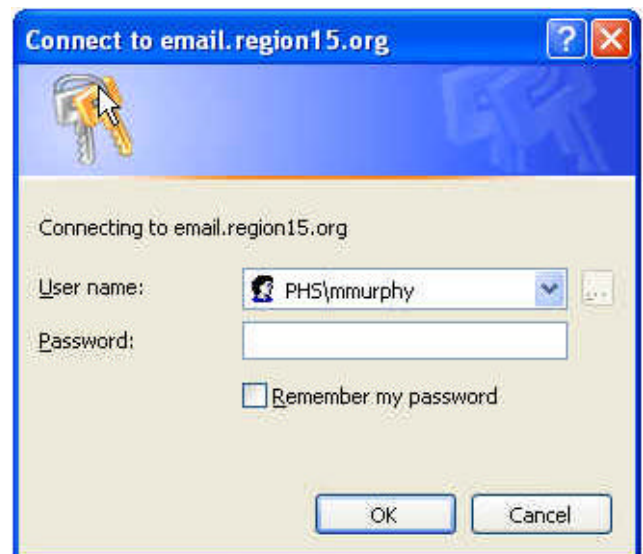 Connect to email.region15.org
Connecting to email.region15.org
User name: PHS\mmurphy ...
Password:
Remember my password
OK Cancel